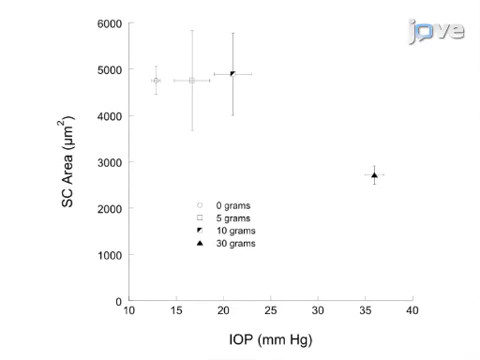 jove
6000
5000
4000
3000
2000
1000
0
SC Area (μm²)
0 grams
5 grams
10 grams
30 grams
10 15 20 25 30 35 40
IOP (mm Hg)